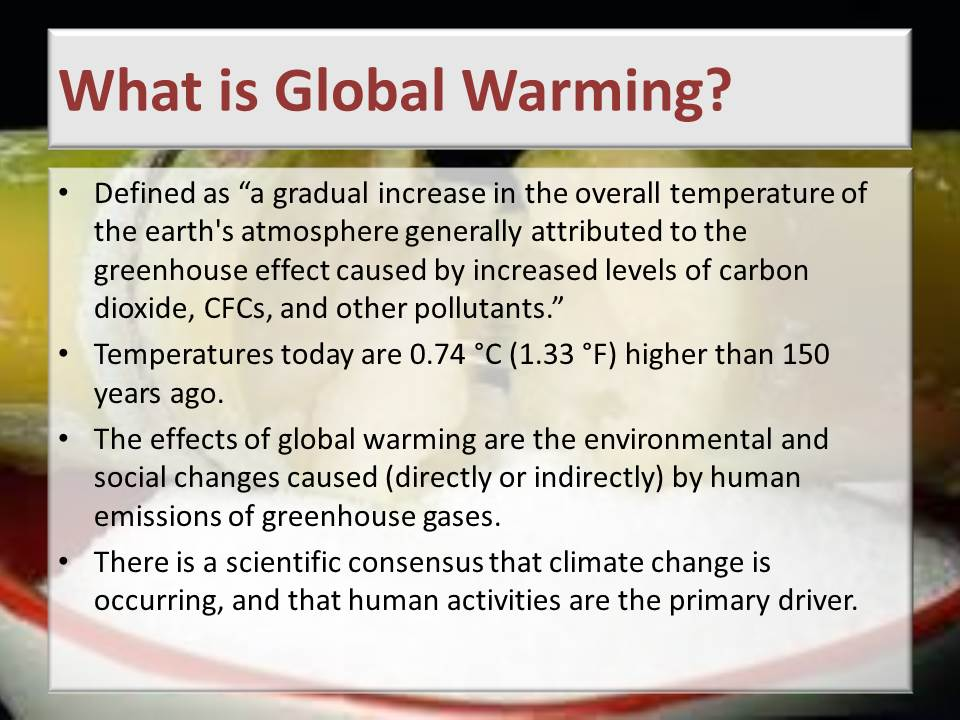 What is Global Warming?
• Defined as “a gradual increase in the overall temperature of
the earth's atmosphere generally attributed to the
greenhouse effect caused by increased levels of carbon
dioxide, CFCs, and other pollutants.”
• Temperatures today are 0.74 °C (1.33 °F) higher than 150
years ago.
• The effects of global warming are the environmental and
social changes caused (directly or indirectly) by human
emissions of greenhouse gases.
• There is a scientific consensus that climate change is
occurring, and that human activities are the primary driver.